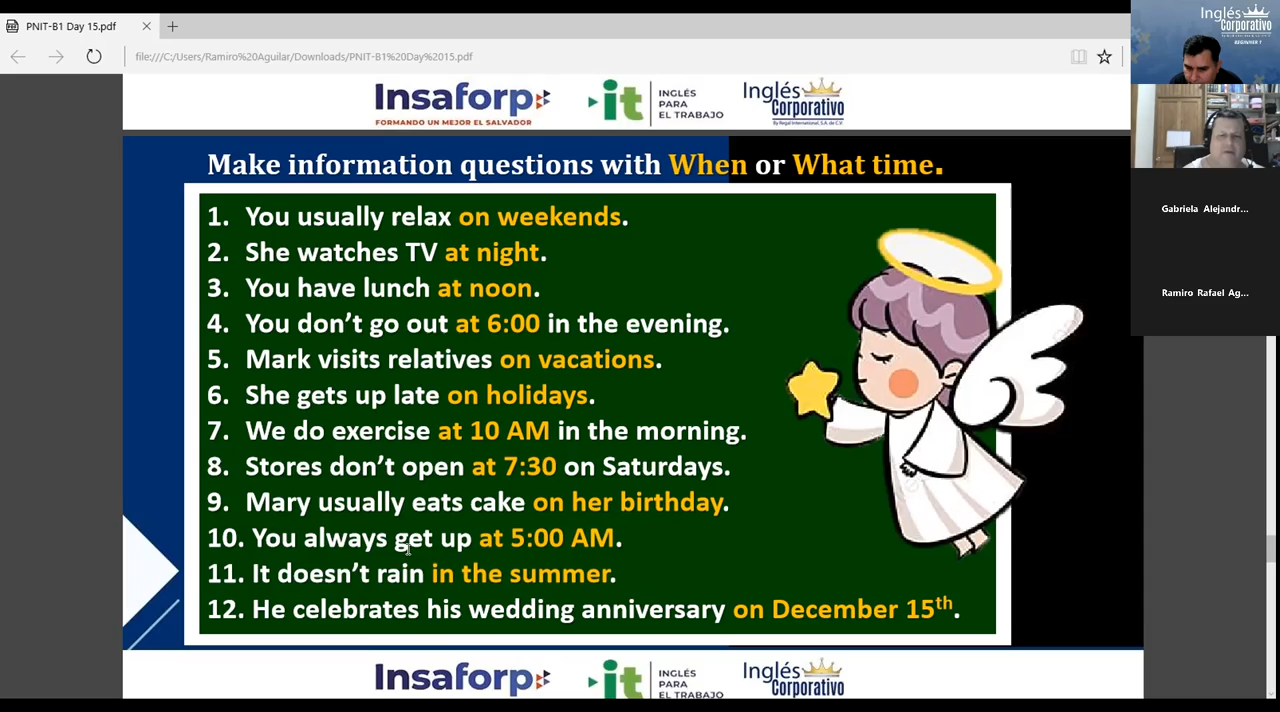 PNIT-B1 Day 15.pdf
file:///C:/Users/Ramiro%20Aguilar/Downloads/PNIT-B1%20Day%2015.pdf
Insaforp
FORMANDO UN MEJOR EL SALVADOR
it
INGLÉS
PARA
EL TRABAJO
Inglés
Corporativo
By Regal International, S.A. de C.V.
Make information questions with When or What time.
1. You usually relax on weekends.
2. She watches TV at night.
3. You have lunch at noon.
4. You don’t go out at 6:00 in the evening.
5. Mark visits relatives on vacations.
6. She gets up late on holidays.
7. We do exercise at 10 AM in the morning.
8. Stores don’t open at 7:30 on Saturdays.
9. Mary usually eats cake on her birthday.
10. You always get up at 5:00 AM.
11. It doesn’t rain in the summer.
12. He celebrates his wedding anniversary on December 15th.
Insaforp
it
INGLÉS
PARA
EL TRABAJO
Inglés
Corporativo
Inglés
Corporativo
BEGINNER 1
Gabriela Alejandr...
Ramiro Rafael Ag...